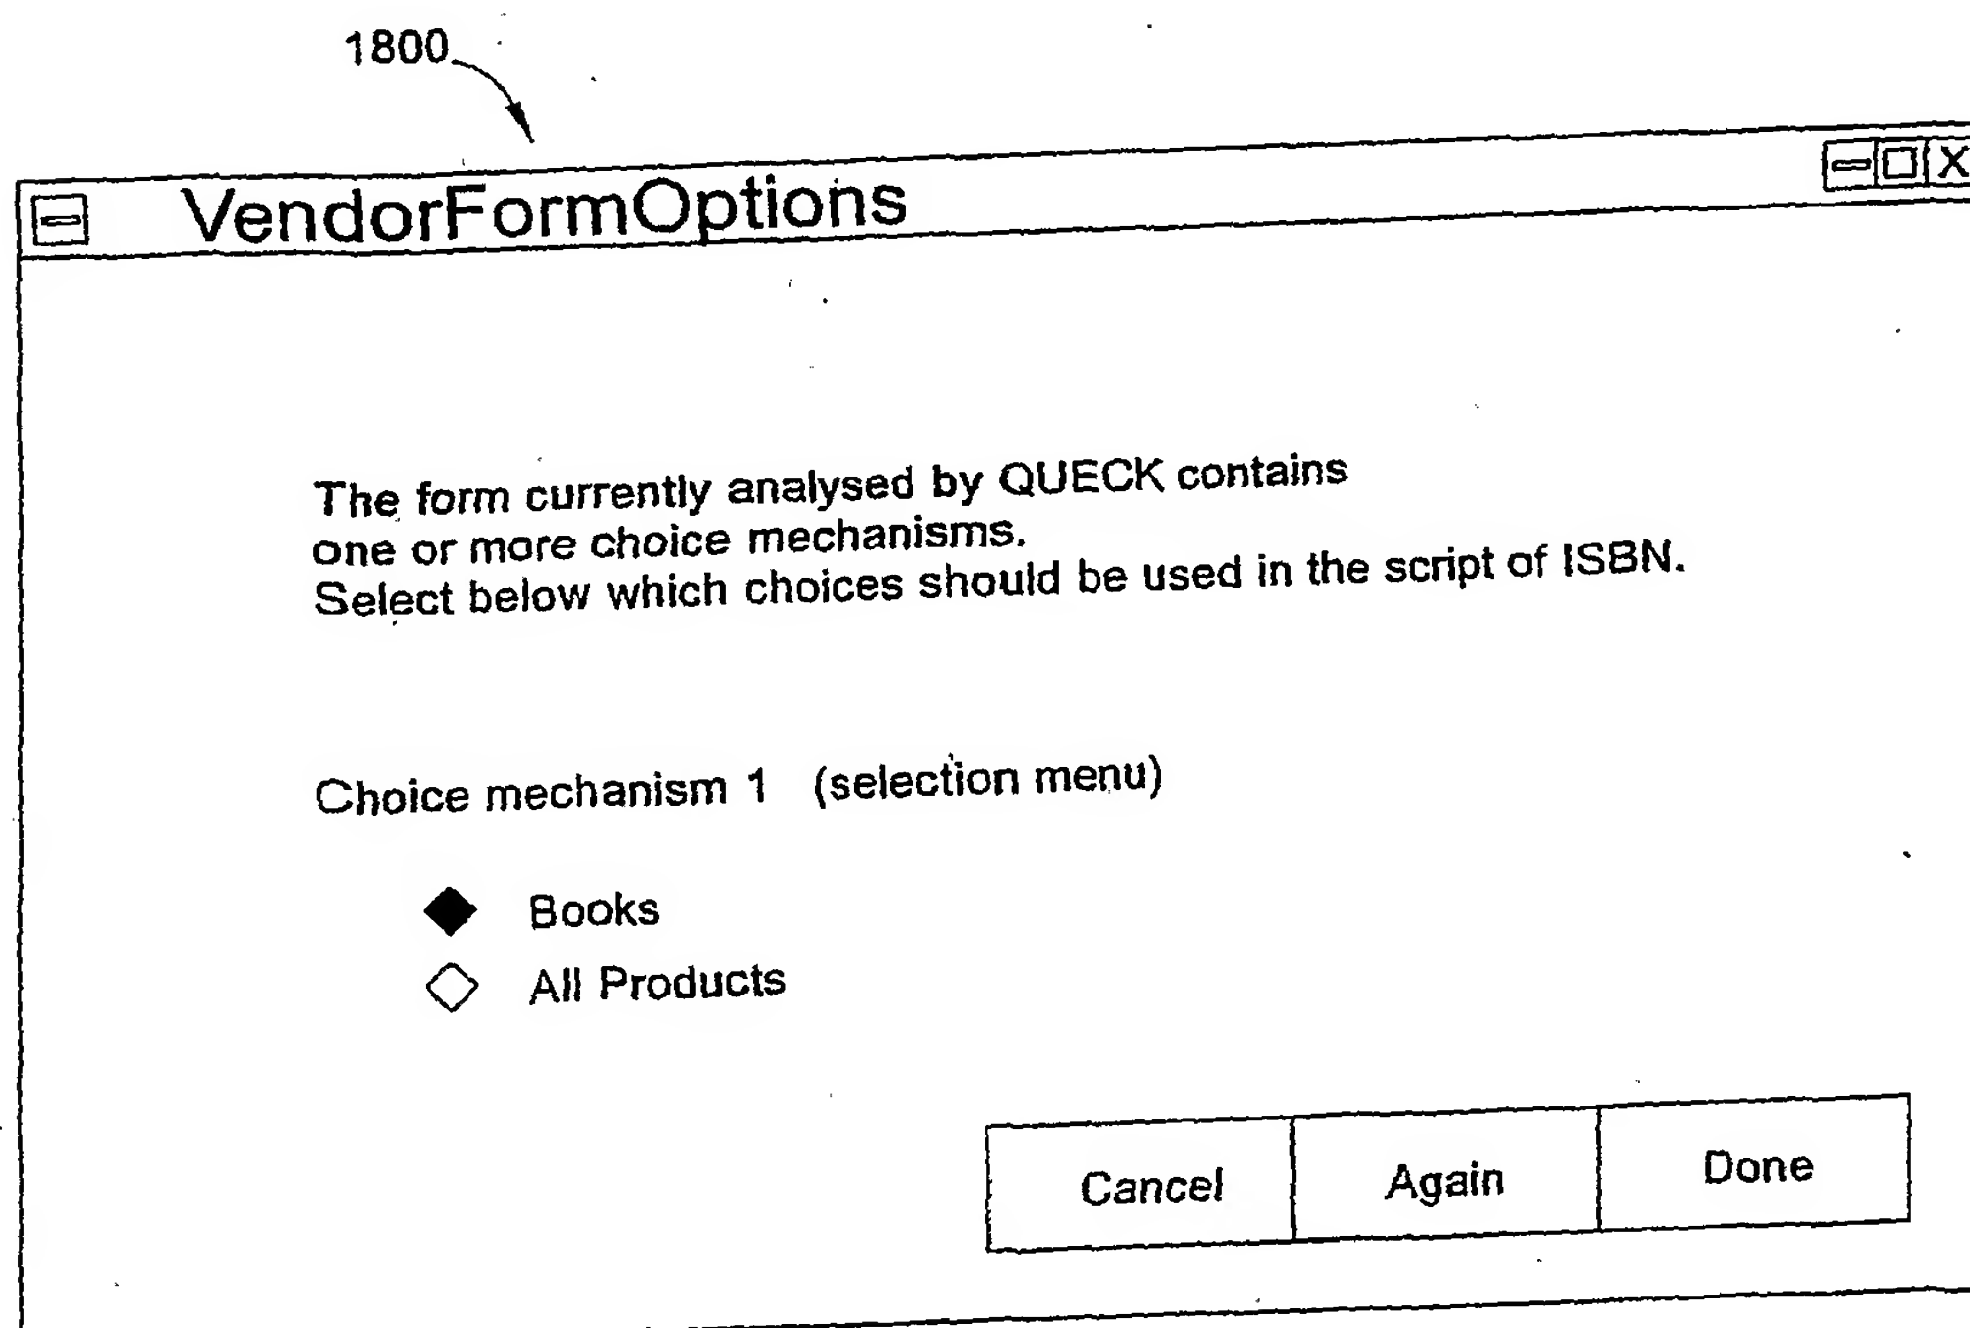 1800
VendorFormOptions
The form currently analysed by QUECK contains
one or more choice mechanisms.
Select below which choices should be used in the script of ISBN.
Choice mechanism 1 (selection menu)
Books
All Products
Cancel Again Done